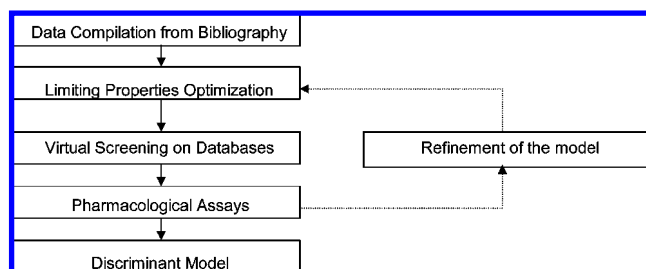 Data Compilation from Bibliography
Limiting Properties Optimization
Virtual Screening on Databases
Refinement of the model
Pharmacological Assays
Discriminant Model